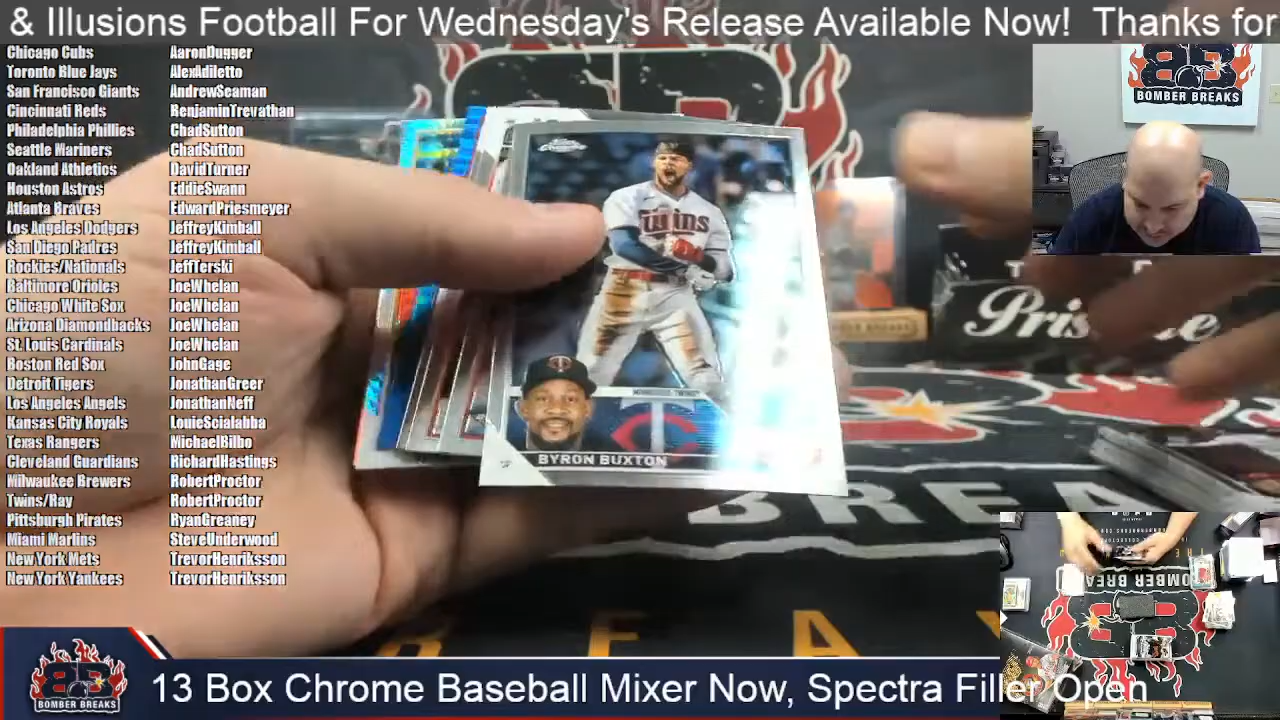 & Illusions Football For Wednesday's Release Available Now!  Thanks for
Chicago Cubs AaronDugger
Toronto Blue Jays AlexAdiletto
San Francisco Giants AndrewSeaman
Cincinnati Reds BenjaminTrevathan
Philadelphia Phillies ChadSutton
Seattle Mariners ChadSutton
Oakland Athletics DavidTurner
Houston Astros EddieSwann
Atlanta Braves EdwardPriesmeyer
Los Angeles Dodgers JeffreyKimball
San Diego Padres JeffreyKimball
Rockies/Nationals JeffTerski
Baltimore Orioles JoeWhelan
Chicago White Sox JoeWhelan
Arizona Diamondbacks JoeWhelan
St. Louis Cardinals JoeWhelan
Boston Red Sox JohnGage
Detroit Tigers JonathanGreer
Los Angeles Angels JonathanNeff
Kansas City Royals LouieScialabba
Texas Rangers MichaelBilbo
Cleveland Guardians RichardHastings
Milwaukee Brewers RobertProctor
Twins/Ray RobertProctor
Pittsburgh Pirates RyanGreaney
Miami Marlins SteveUnderwood
New York Mets TrevorHenriksson
New York Yankees TrevorHenriksson
BOMBER BREAKS
Chrome
Twins
MINNESOTA TWINS
BYRON BUXTON
BREA
BOMBER BREA
BOMBER BREAKS
13 Box Chrome Baseball Mixer Now, Spectra Filler Open